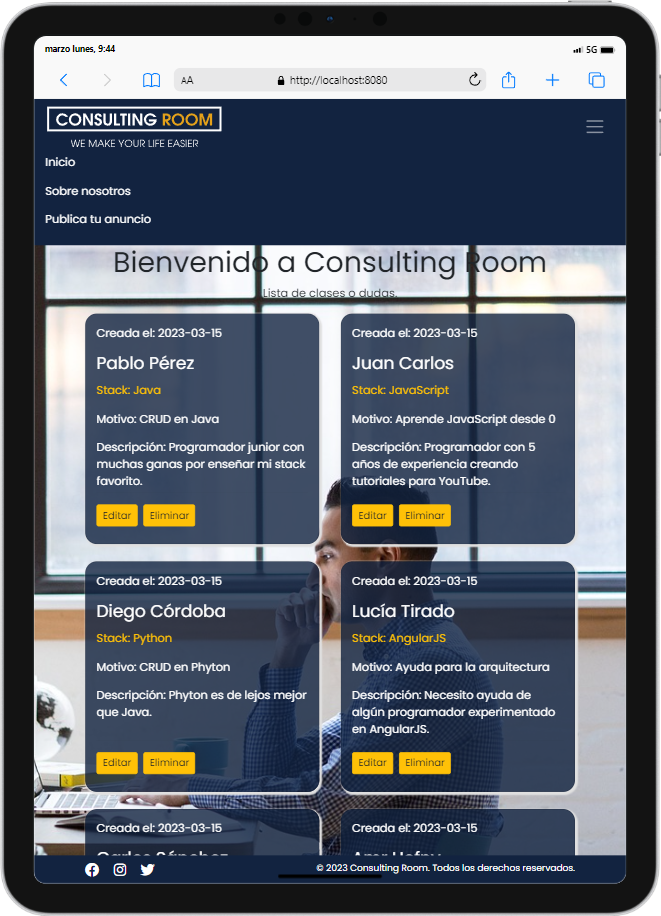 marzo lunes, 9:44
5G
AA
http://localhost:8080
CONSULTING ROOM
WE MAKE YOUR LIFE EASIER
Inicio
Sobre nosotros
Publica tu anuncio
Bienvenido a Consulting Room
Lista de clases o dudas.
Creada el: 2023-03-15
Pablo Pérez
Stack: Java
Motivo: CRUD en Java
Descripción: Programador junior con
muchas ganas por enseñar mi stack
favorito.
Editar
Eliminar
Creada el: 2023-03-15
Juan Carlos
Stack: JavaScript
Motivo: Aprende JavaScript desde 0
Descripción: Programador con 5
años de experiencia creando
tutoriales para YouTube.
Editar
Eliminar
Creada el: 2023-03-15
Diego Córdoba
Stack: Python
Motivo: CRUD en Phyton
Descripción: Phyton es de lejos mejor
que Java.
Editar
Eliminar
Creada el: 2023-03-15
Lucía Tirado
Stack: AngularJS
Motivo: Ayuda para la arquitectura
Descripción: Necesito ayuda de
algún programador experimentado
en AngularJS.
Editar
Eliminar
Creada el: 2023-03-15
Carlos Sánchez
Creada el: 2023-03-15
© 2023 Consulting Room. Todos los derechos reservados.